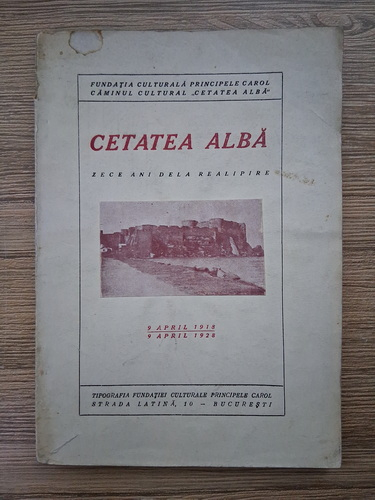 FUNDAȚIA CULTURALĂ PRINCIPELE CAROL
CĂMINUL CULTURAL „CETATEA ALBĂ“
CETATEA ALBĂ
ZECE ANI DELA REALIPIRE
9 APRIL 1918
9 APRIL 1928
TIPOGRAFIA FUNDAȚIEI CULTURALE PRINCIPELE CAROL
STRADA LATINĂ, 10 — BUCUREȘTI